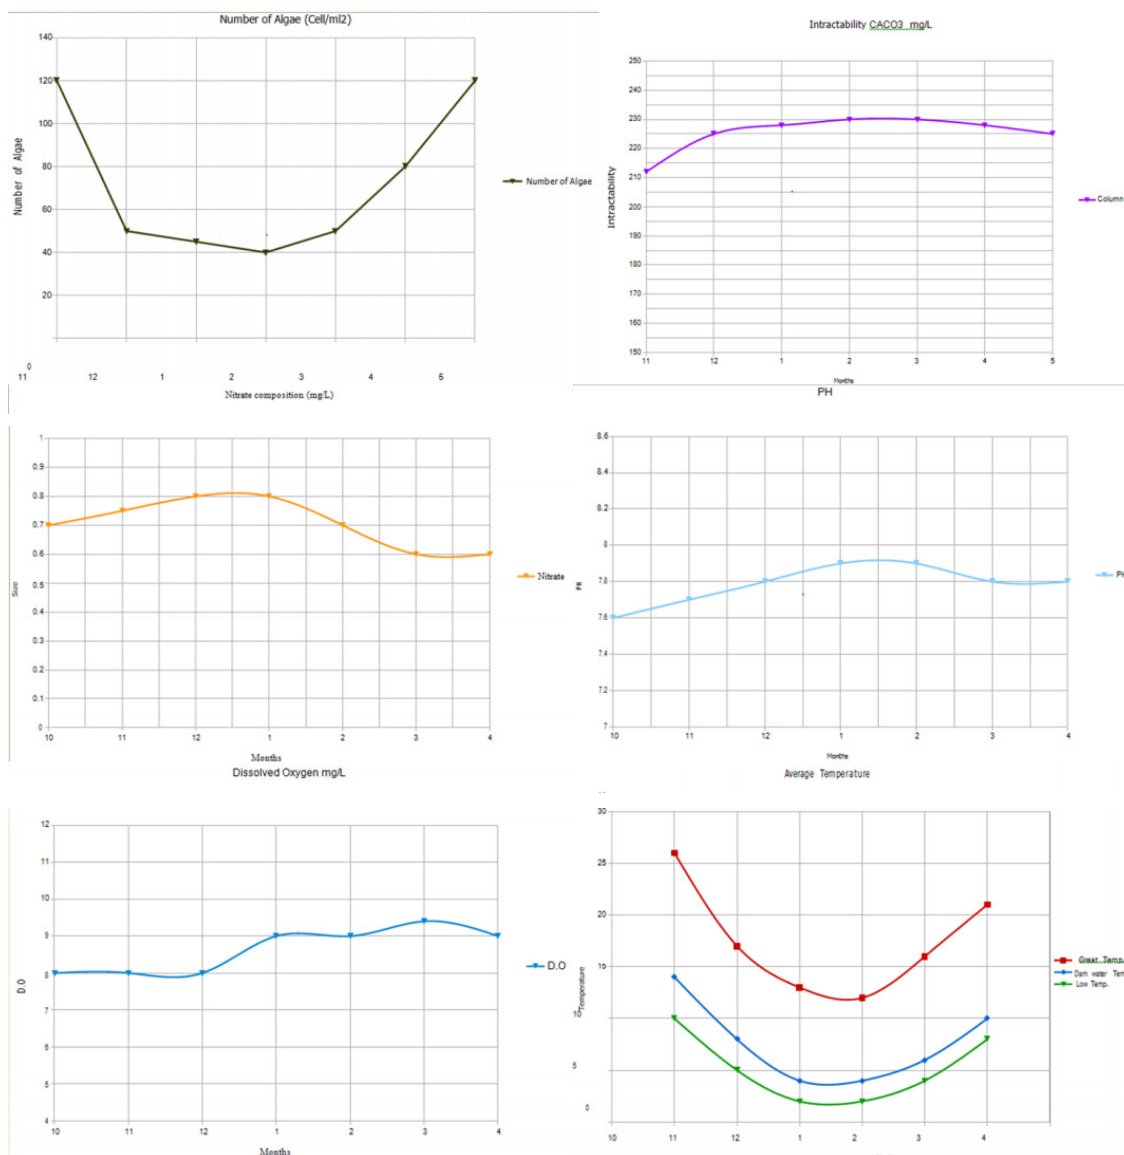 Number of Algae (Cell/ml2)
140
120
100
80
60
40
20
0
Number of Algae
Number of Algae
11 12 1 2 3 4 5
Nitrate composition (mg/L)
Intractability CACO3 mg/L
250
240
230
220
210
200
190
180
170
160
150
Intractability
Column
11 12 1 2 3 4 5
Months
1
0.9
0.8
0.7
0.6
0.5
0.4
0.3
0.2
0.1
0
Size
Nitrate
10 11 12 1 2 3 4
Months
PH
8.6
8.4
8.2
8
7.8
7.6
7.4
7.2
7
PH
PH
10 11 12 1 2 3 4
Months
Dissolved Oxygen mg/L
12
11
10
9
8
7
6
5
4
D.O
D.O
10 11 12 1 2 3 4
Months
Average Temperature
30
25
20
15
10
5
0
Temperature
Great Temp.
Dam water Tem
Low Temp.
10 11 12 1 2 3 4